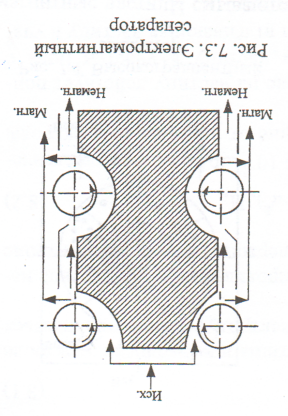 Исх.
Магн.
Магн.
Немагн.
Немагн.
Рис. 7.3. Электромагнитный
сепаратор